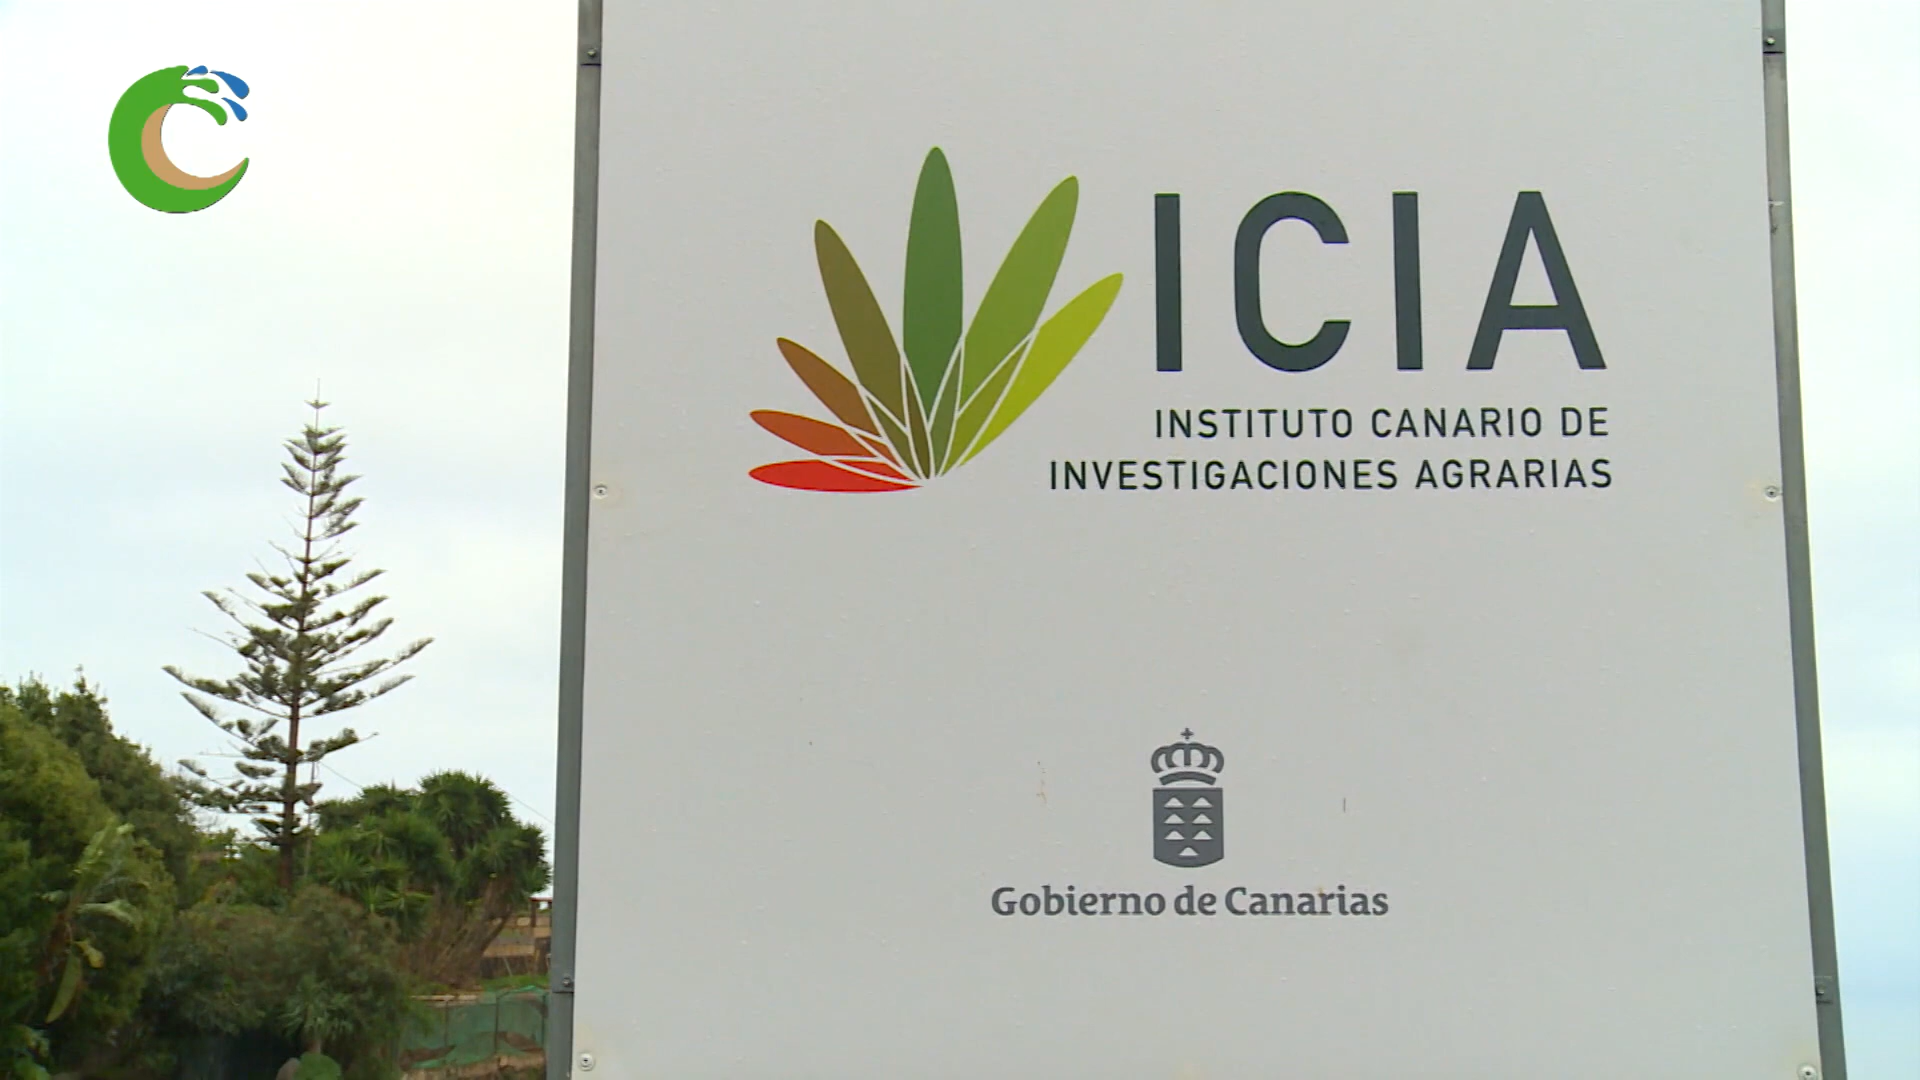 ICIA
INSTITUTO CANARIO DE
INVESTIGACIONES AGRARIAS
Gobierno de Canarias